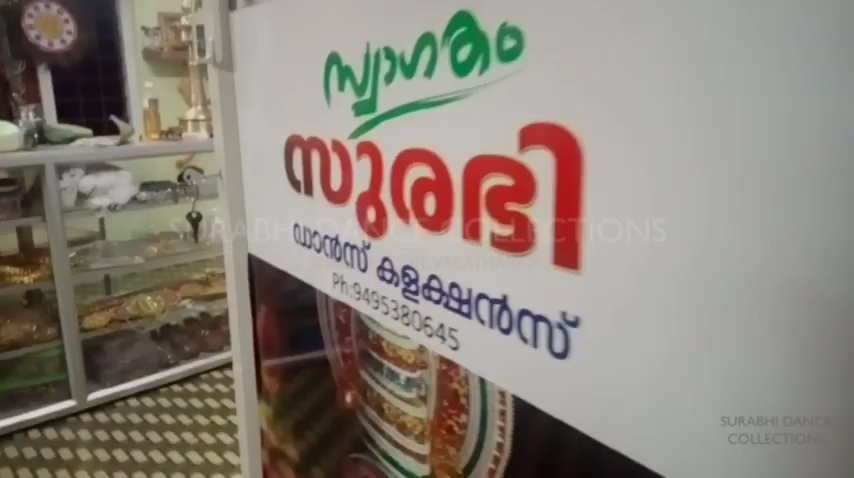 സ്വാഗതം
സുരഭി
ഡാൻസ് കളക്ഷൻസ്
Ph:9495380645
SURABHI DANCE COLLECTIONS
SURABHI DANCE
COLLECTIONS